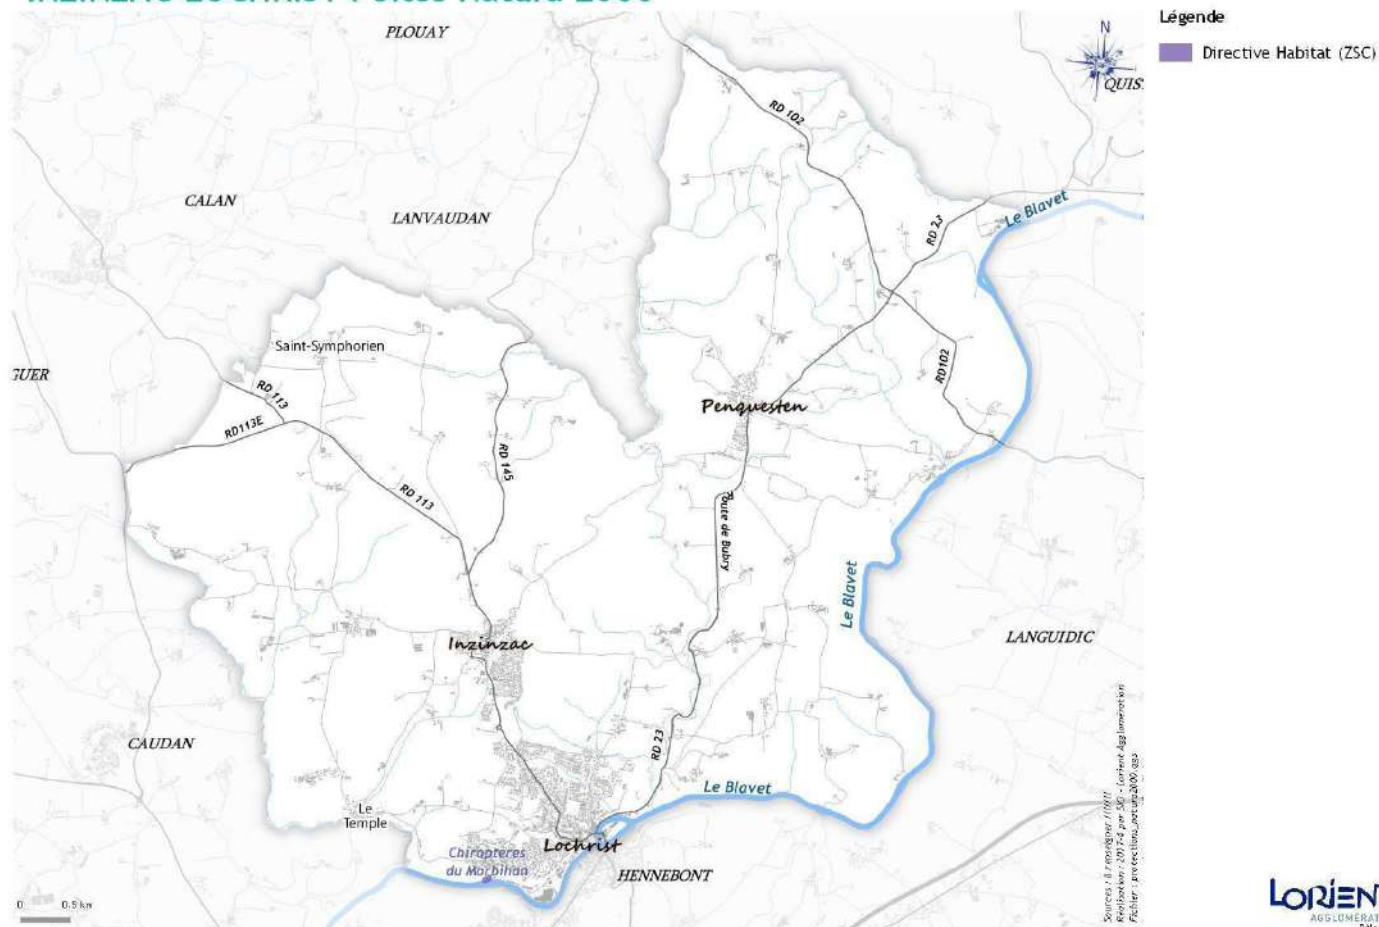 Légende
Directive Habitat (ZSC)
N
PLOUAY
QUIS
RD 102
CALAN
LANVAUDAN
Le Blavet
RD 23
Saint-Symphorien
GUER
RD 113
RD102
Penquesten
RD113E
RD 145
RD 113
Route de Bubry
Le Blavet
LANGUIDIC
Inzinzac
CAUDAN
RD 23
Le Blavet
Le
Temple
Lochrist
Chiroptères
du Morbihan
HENNEBONT
0 0.5 km
LORIEN
AGGLOMÉRAT